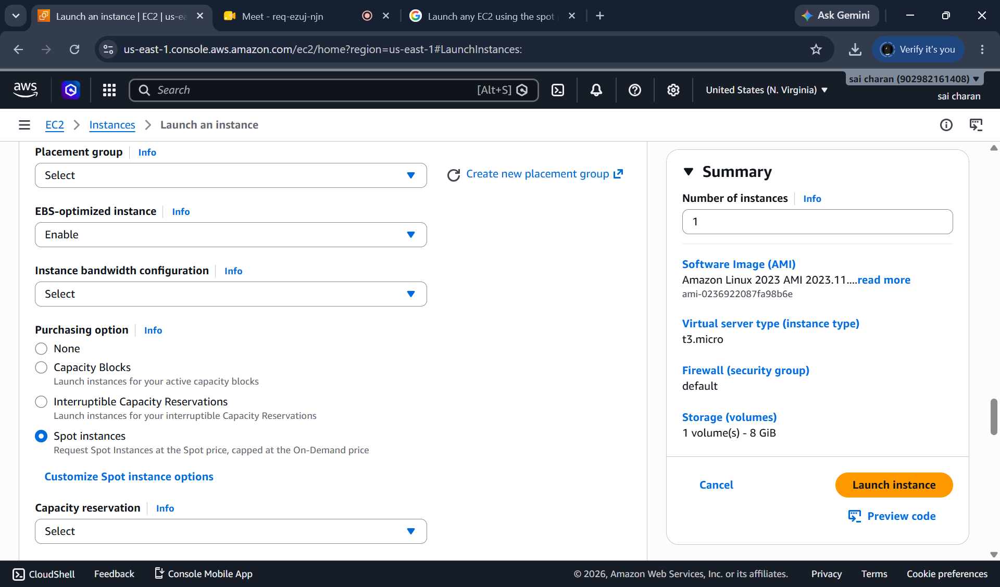 Launch an instance | EC2 | us-ea
Meet - req-ezuj-njn
Launch any EC2 using the spot
Ask Gemini
us-east-1.console.aws.amazon.com/ec2/home?region=us-east-1#LaunchInstances:
Verify it's you
aws
Search
[Alt+S]
United States (N. Virginia)
sai charan (902982161408)
sai charan
EC2
Instances
Launch an instance
Placement group
Info
Select
Create new placement group
EBS-optimized instance
Info
Enable
Instance bandwidth configuration
Info
Select
Purchasing option
Info
None
Capacity Blocks
Launch instances for your active capacity blocks
Interruptible Capacity Reservations
Launch instances for your interruptible Capacity Reservations
Spot instances
Request Spot Instances at the Spot price, capped at the On-Demand price
Customize Spot instance options
Capacity reservation
Info
Select
Summary
Number of instances
Info
1
Software Image (AMI)
Amazon Linux 2023 AMI 2023.11....read more
ami-0236922087fa98b6e
Virtual server type (instance type)
t3.micro
Firewall (security group)
default
Storage (volumes)
1 volume(s) - 8 GiB
Cancel
Launch instance
Preview code
CloudShell
Feedback
Console Mobile App
© 2026, Amazon Web Services, Inc. or its affiliates.
Privacy
Terms
Cookie preferences